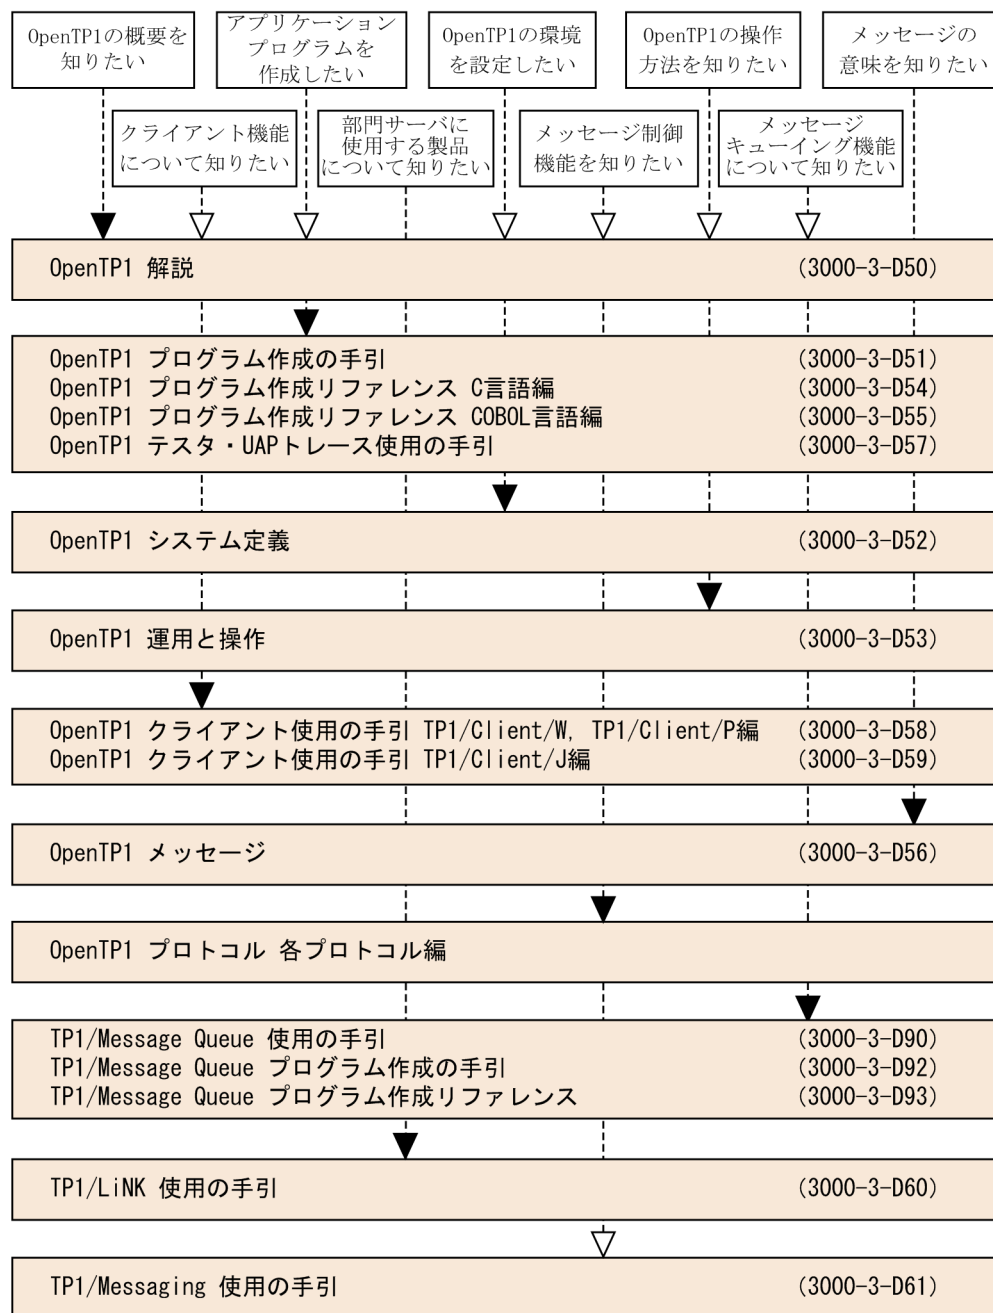 OpenTP1の概要を
知りたい
アプリケーション
プログラムを
作成したい
OpenTP1の環境
を設定したい
OpenTP1の操作
方法を知りたい
メッセージの
意味を知りたい
クライアント機能
について知りたい
部門サーバに
使用する製品
について知りたい
メッセージ制御
機能を知りたい
メッセージ
キューイング機能
について知りたい
OpenTP1 解説 (3000-3-D50)
OpenTP1 プログラム作成の手引 (3000-3-D51)
OpenTP1 プログラム作成リファレンス C言語編 (3000-3-D54)
OpenTP1 プログラム作成リファレンス COBOL言語編 (3000-3-D55)
OpenTP1 テスタ・UAPトレース使用の手引 (3000-3-D57)
OpenTP1 システム定義 (3000-3-D52)
OpenTP1 運用と操作 (3000-3-D53)
OpenTP1 クライアント使用の手引 TP1/Client/W, TP1/Client/P編 (3000-3-D58)
OpenTP1 クライアント使用の手引 TP1/Client/J編 (3000-3-D59)
OpenTP1 メッセージ (3000-3-D56)
OpenTP1 プロトコル 各プロトコル編
TP1/Message Queue 使用の手引 (3000-3-D90)
TP1/Message Queue プログラム作成の手引 (3000-3-D92)
TP1/Message Queue プログラム作成リファレンス (3000-3-D93)
TP1/LiNK 使用の手引 (3000-3-D60)
TP1/Messaging 使用の手引 (3000-3-D61)